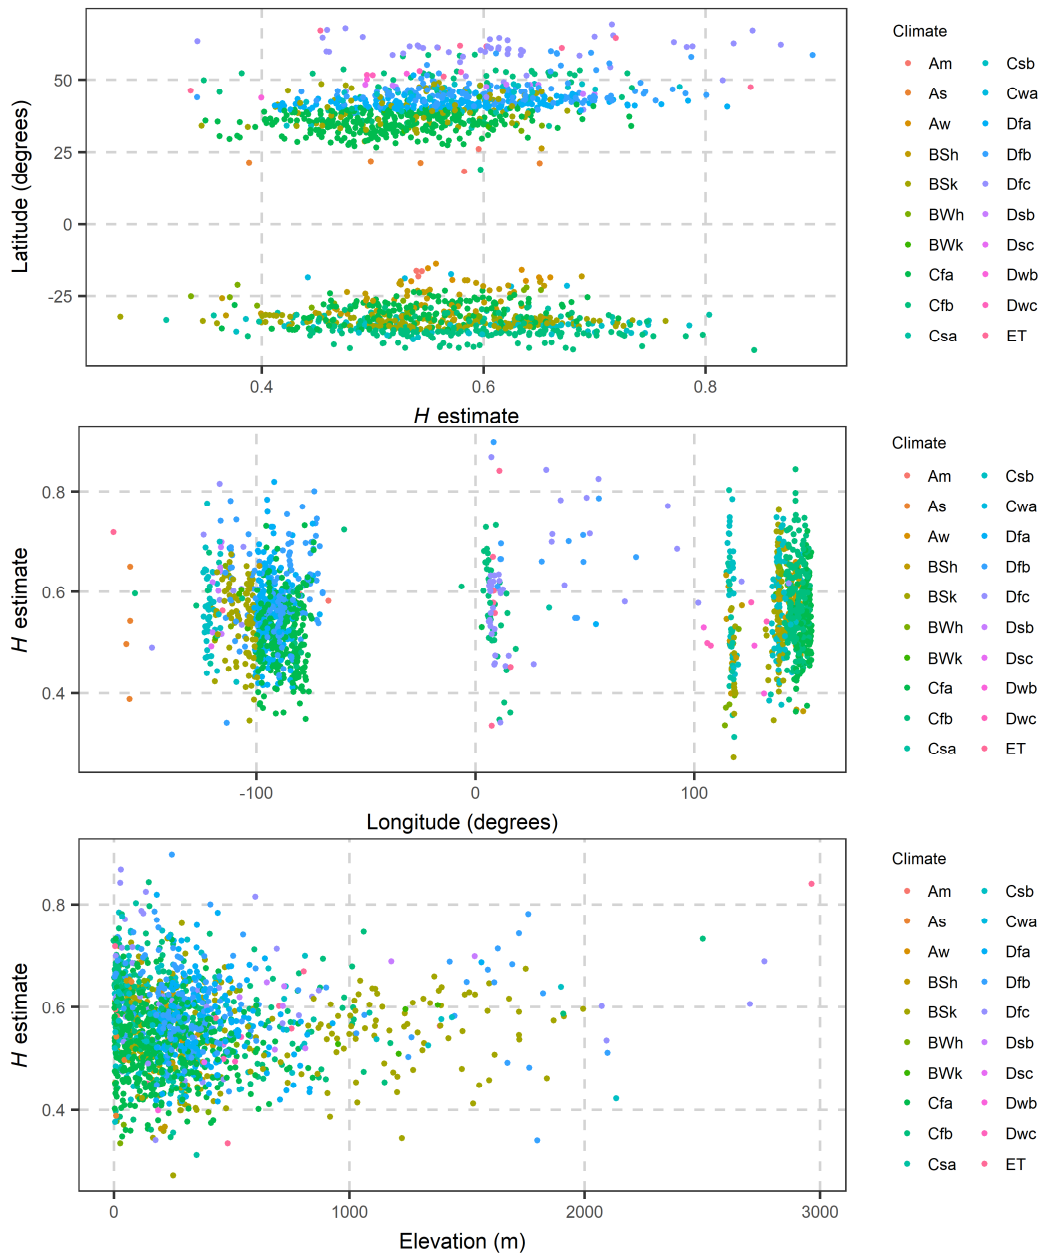 Climate
Am Csb
As Cwa
Aw Dfa
BSh Dfb
BSk Dfc
BWh Dsb
BWk Dsc
Cfa Dwb
Cfb Dwc
Csa ET
Latitude (degrees)
50
25
0
-25
0.4 0.6 0.8
H estimate
Climate
Am Csb
As Cwa
Aw Dfa
BSh Dfb
BSk Dfc
BWh Dsb
BWk Dsc
Cfa Dwb
Cfb Dwc
Csa ET
H estimate
0.8
0.6
0.4
-100 0 100
Longitude (degrees)
Climate
Am Csb
As Cwa
Aw Dfa
BSh Dfb
BSk Dfc
BWh Dsb
BWk Dsc
Cfa Dwb
Cfb Dwc
Csa ET
H estimate
0.8
0.6
0.4
0 1000 2000 3000
Elevation (m)